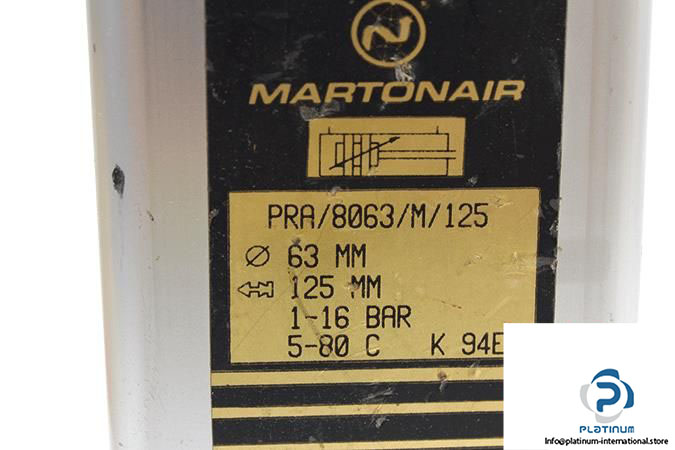 MARTONAIR
PRA/8063/M/125
Ø 63 MM
125 MM
1-16 BAR
5-80 C K 94E
PLATINUM
Info@platinum-international.store